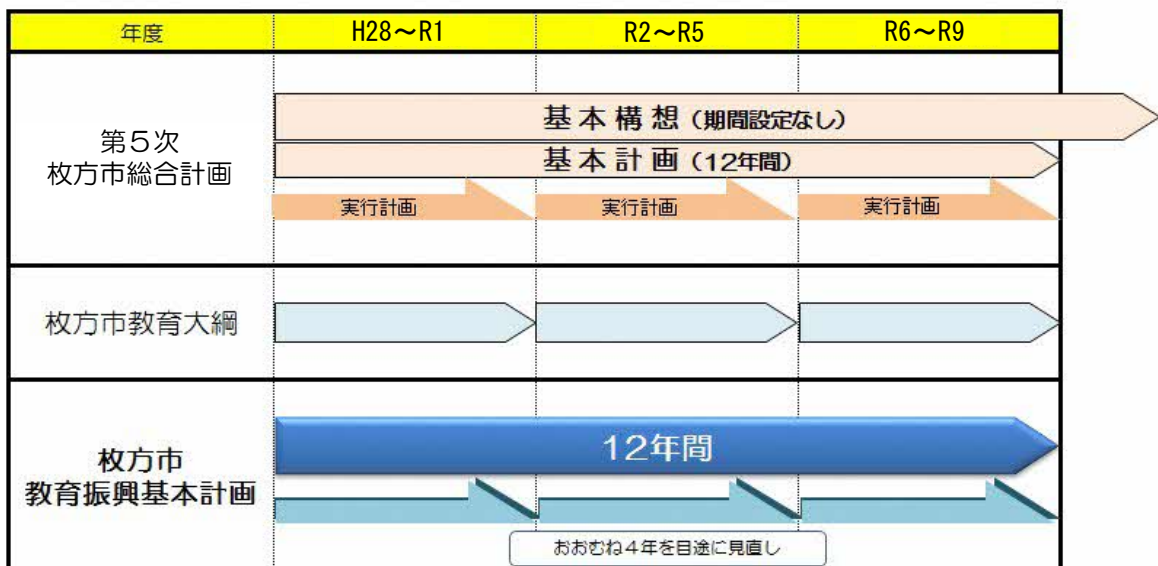 年度
H28～R1
R2～R5
R6～R9
第５次
枚方市総合計画
基本構想（期間設定なし）
基本計画（12年間）
実行計画
実行計画
実行計画
枚方市教育大綱
枚方市
教育振興基本計画
12年間
おおむね４年を目途に見直し